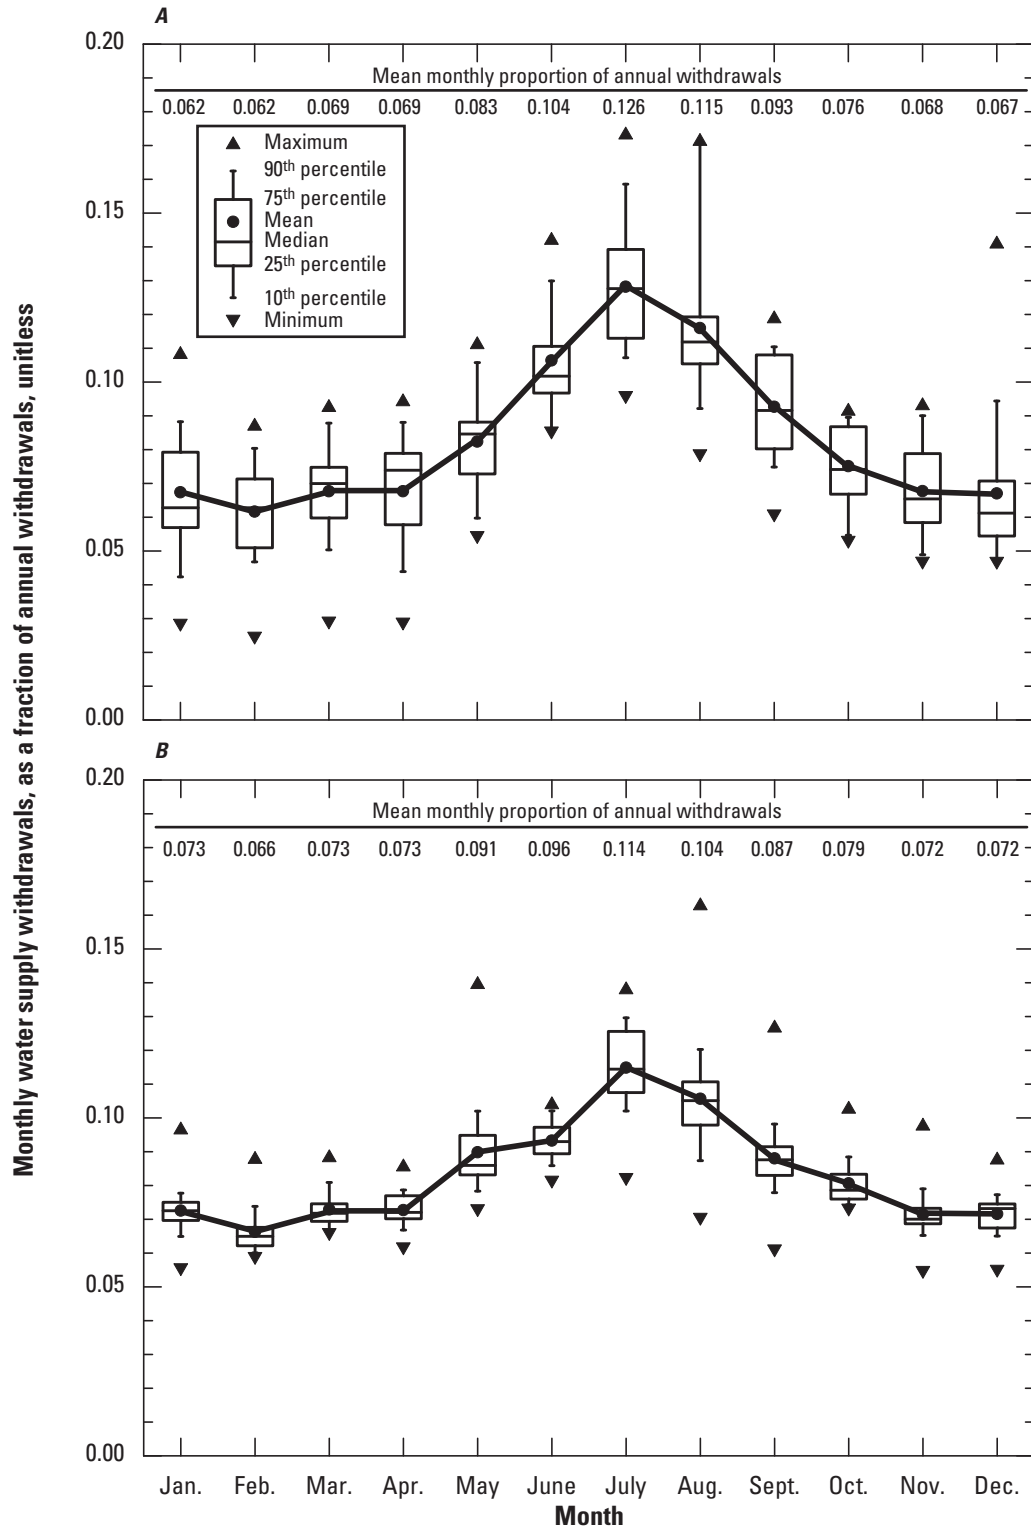 A
Monthly water supply withdrawals, as a fraction of annual withdrawals, unitless
0.20
Mean monthly proportion of annual withdrawals
0.062 0.062 0.069 0.069 0.083 0.104 0.126 0.115 0.093 0.076 0.068 0.067
Maximum
90th percentile
75th percentile
Mean
Median
25th percentile
10th percentile
Minimum
0.15
0.10
0.05
0.00
B
0.20
Mean monthly proportion of annual withdrawals
0.073 0.066 0.073 0.073 0.091 0.096 0.114 0.104 0.087 0.079 0.072 0.072
0.15
0.10
0.05
0.00
Jan. Feb. Mar. Apr. May June July Aug. Sept. Oct. Nov. Dec.
Month